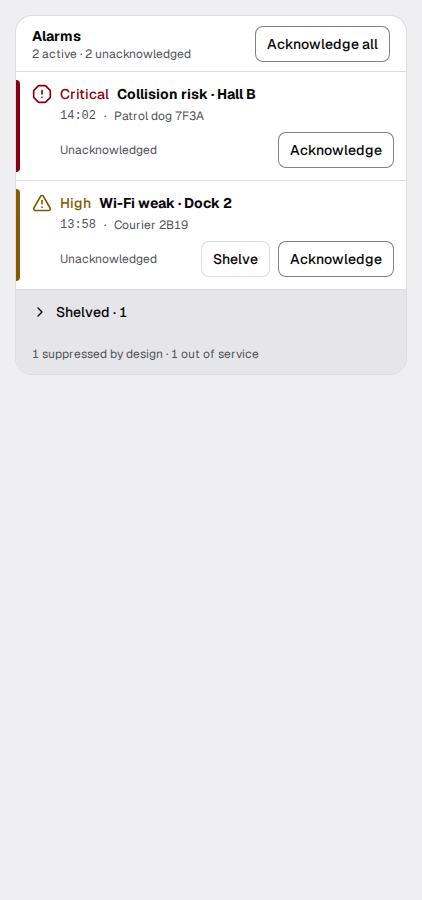 Alarms
2 active · 2 unacknowledged
Acknowledge all
Critical Collision risk · Hall B
14:02 · Patrol dog 7F3A
Unacknowledged
Acknowledge
High Wi-Fi weak · Dock 2
13:58 · Courier 2B19
Unacknowledged
Shelve
Acknowledge
Shelved · 1
1 suppressed by design · 1 out of service